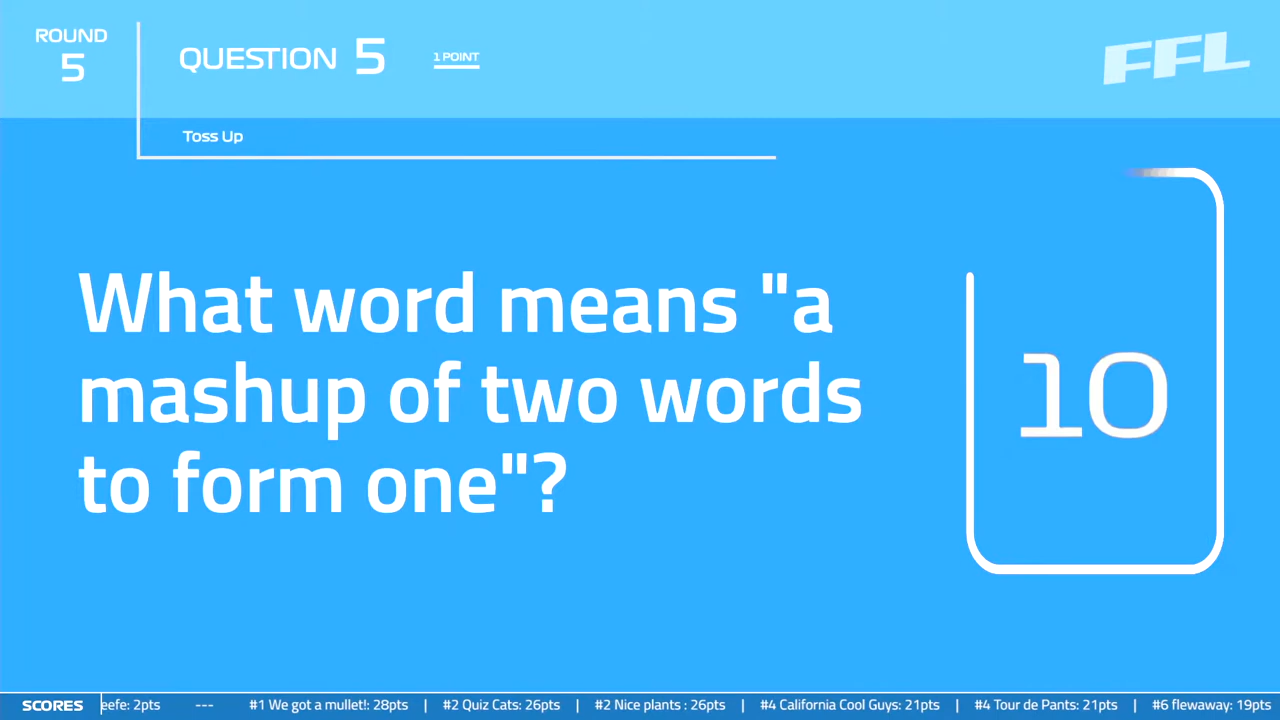 ROUND
5
QUESTION 5 1 POINT
FFL
Toss Up
What word means "a
mashup of two words
to form one"?
10
SCORES eefe: 2pts --- #1 We got a mullet!: 28pts | #2 Quiz Cats: 26pts | #2 Nice plants : 26pts | #4 California Cool Guys: 21pts | #4 Tour de Pants: 21pts | #6 flewaway: 19pts